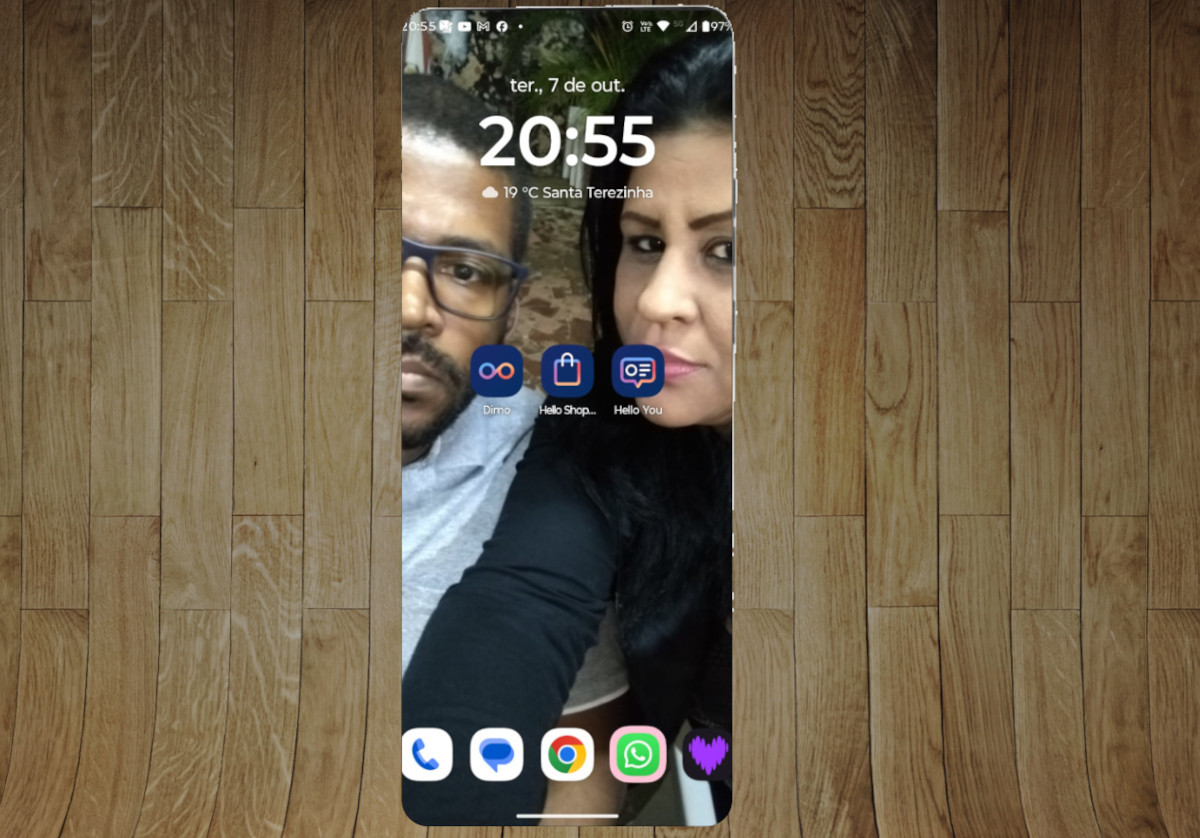 20:55 97%
ter., 7 de out.
20:55
19 °C Santa Terezinha
Dimo Hello Shop... Hello You